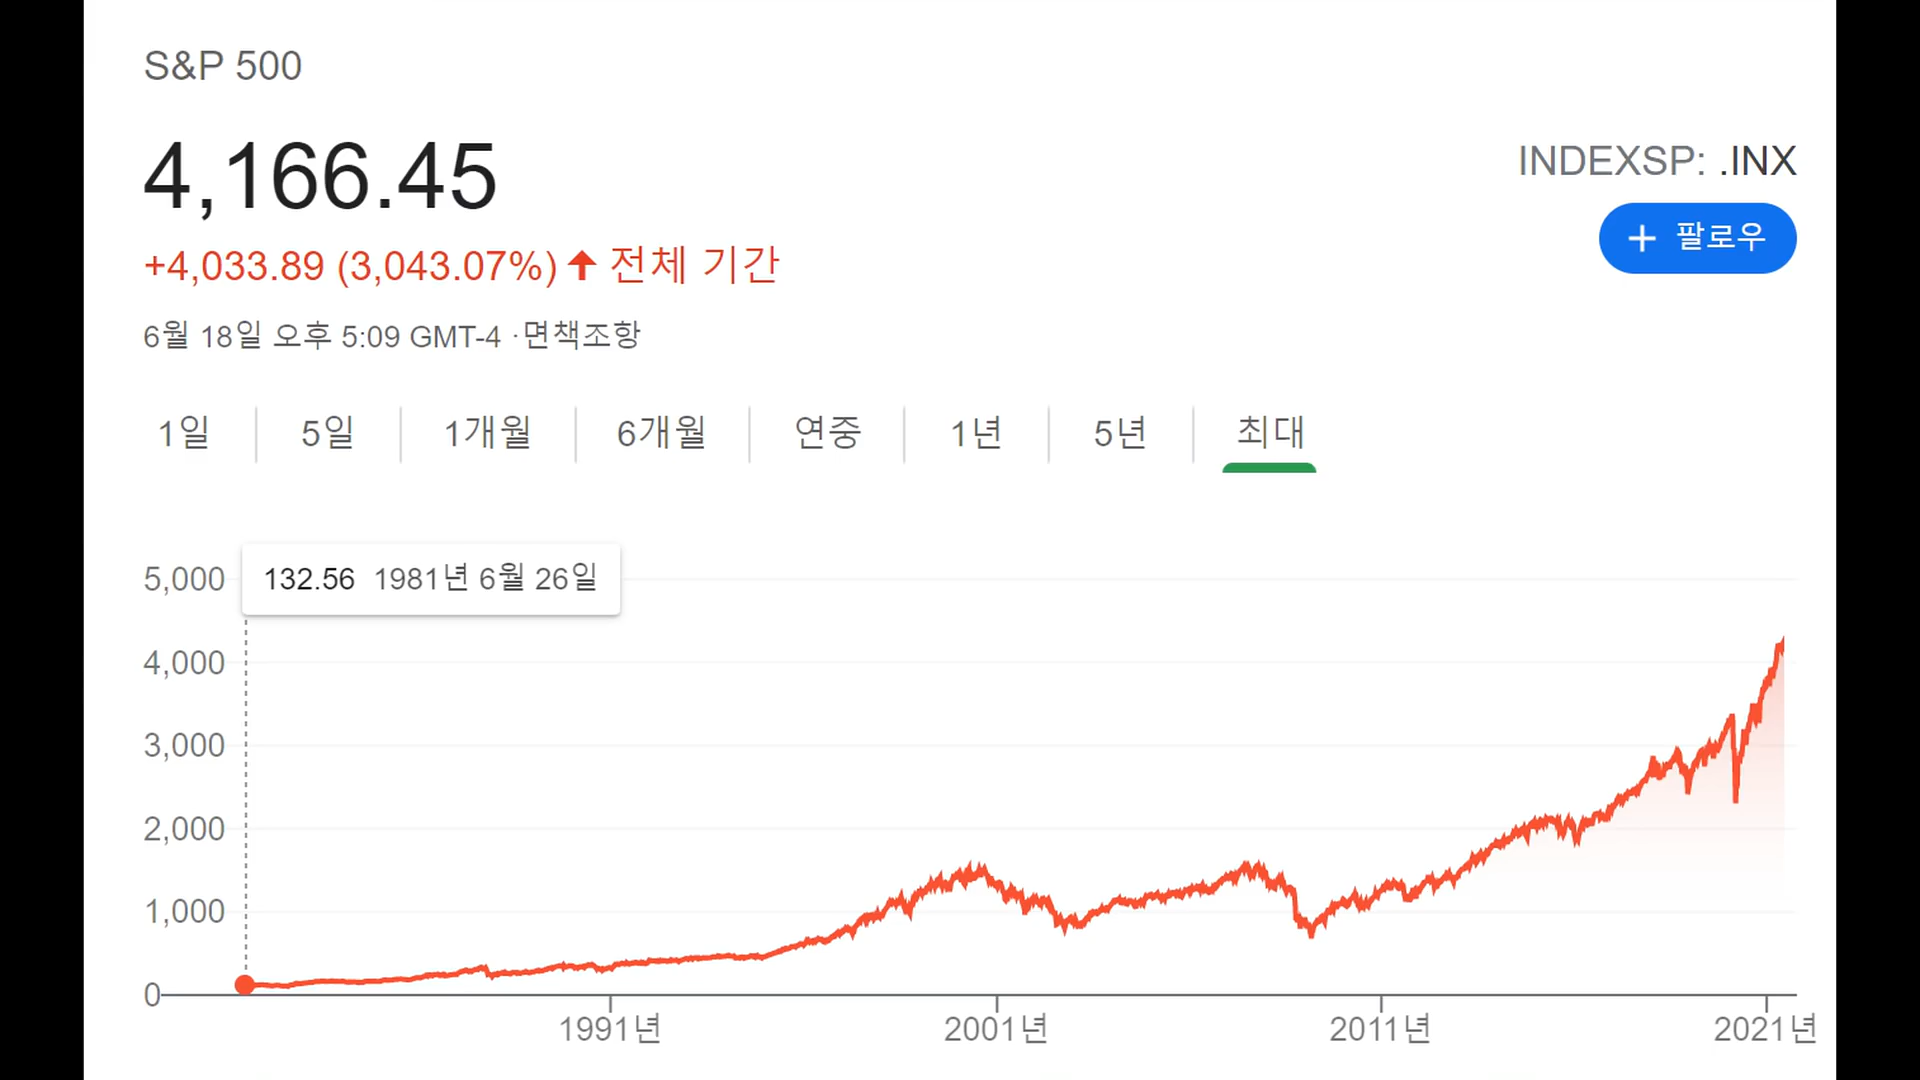 S&P 500
4,166.45
INDEXSP: .INX
+ 팔로우
+4,033.89 (3,043.07%) ↑ 전체 기간
6월 18일 오후 5:09 GMT-4 ·면책조항
1일 5일 1개월 6개월 연중 1년 5년 최대
132.56 1981년 6월 26일
5,000
4,000
3,000
2,000
1,000
0
1991년 2001년 2011년 2021년